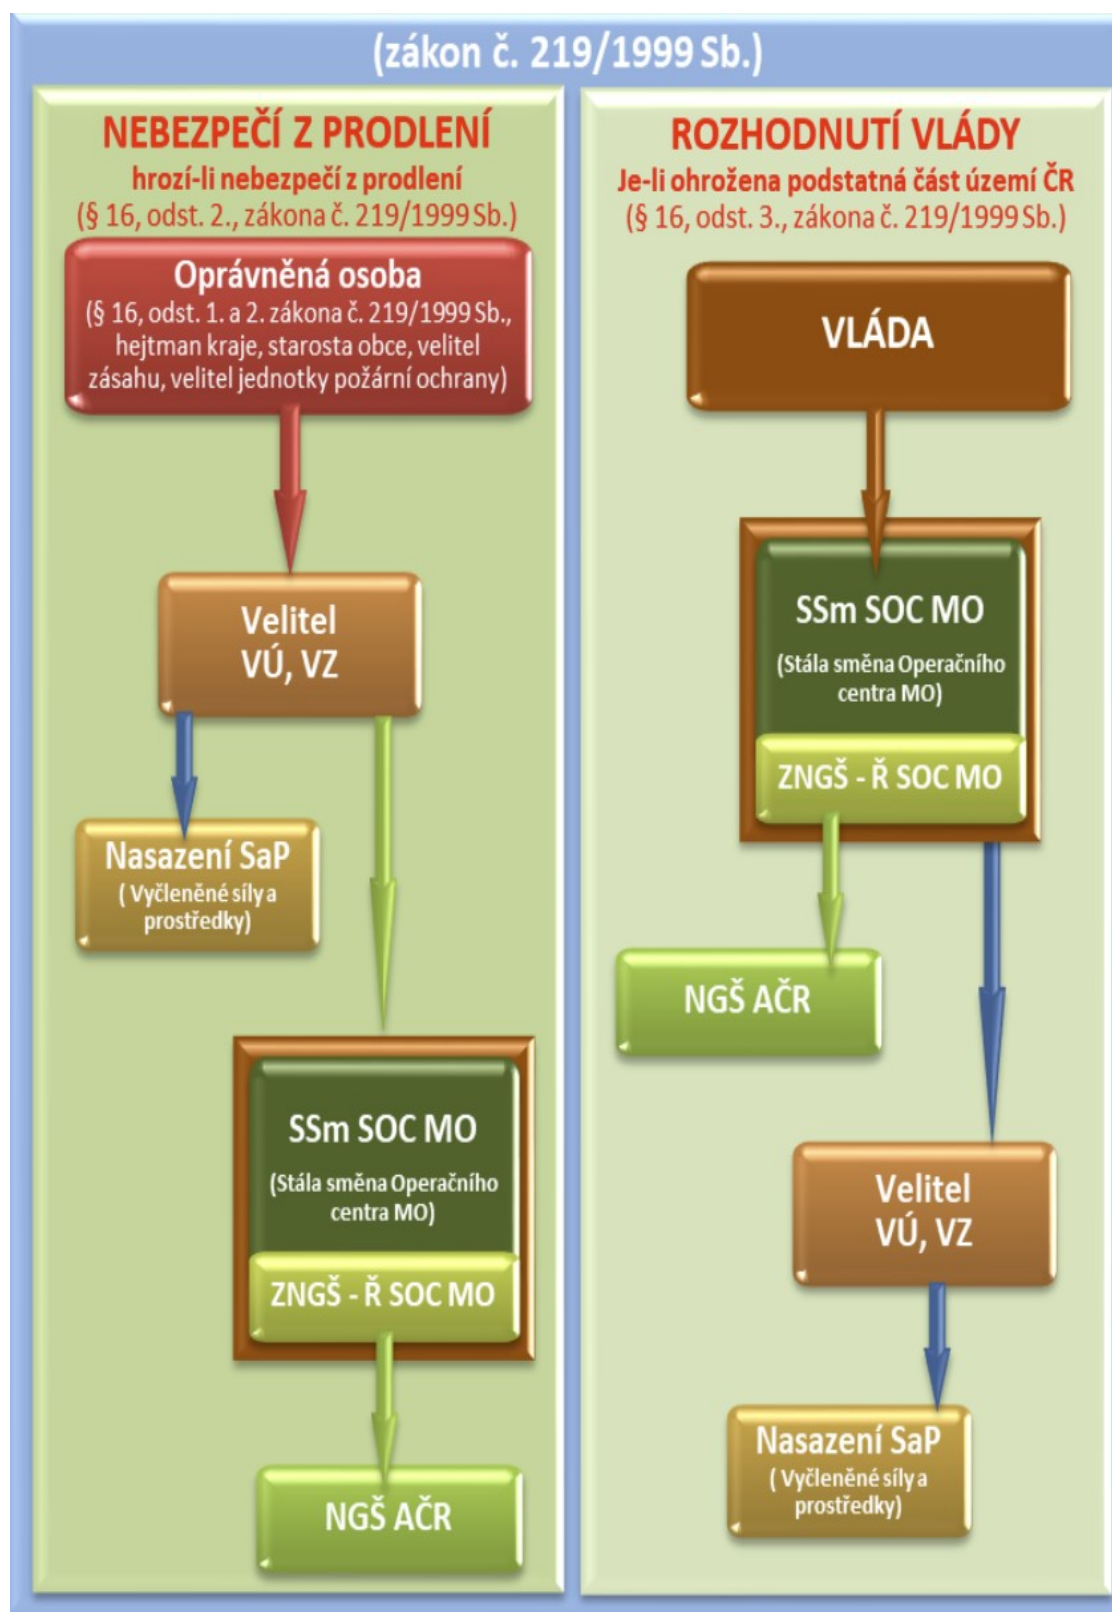 (zákon č. 219/1999 Sb.)
NEBEZPEČÍ Z PRODLENÍ
hrozí-li nebezpečí z prodlení
(§ 16, odst. 2., zákona č. 219/1999 Sb.)
Oprávněná osoba
(§ 16, odst. 1. a 2. zákona č. 219/1999 Sb.,
hejtman kraje, starosta obce, velitel
zásahu, velitel jednotky požární ochrany)
Velitel
VÚ, VZ
Nasazení SaP
( Vyčleněné síly a
prostředky)
SSm SOC MO
(Stála směna Operačního
centra MO)
ZNGŠ - Ř SOC MO
NGŠ AČR
ROZHODNUTÍ VLÁDY
Je-li ohrožena podstatná část území ČR
(§ 16, odst. 3., zákona č. 219/1999 Sb.)
VLÁDA
SSm SOC MO
(Stála směna Operačního
centra MO)
ZNGŠ - Ř SOC MO
NGŠ AČR
Velitel
VÚ, VZ
Nasazení SaP
( Vyčleněné síly a
prostředky)